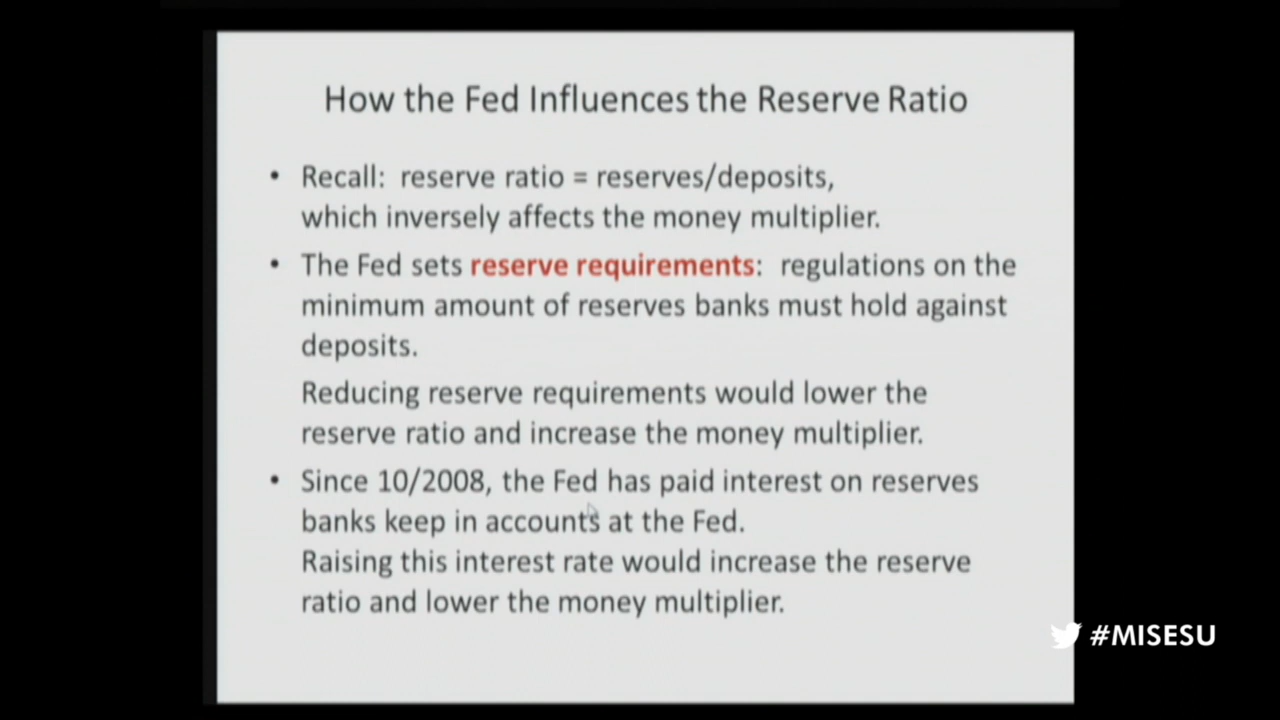 How the Fed Influences the Reserve Ratio
• Recall: reserve ratio = reserves/deposits,
which inversely affects the money multiplier.
• The Fed sets reserve requirements: regulations on the
minimum amount of reserves banks must hold against
deposits.
Reducing reserve requirements would lower the
reserve ratio and increase the money multiplier.
• Since 10/2008, the Fed has paid interest on reserves
banks keep in accounts at the Fed.
Raising this interest rate would increase the reserve
ratio and lower the money multiplier.
#MISESU